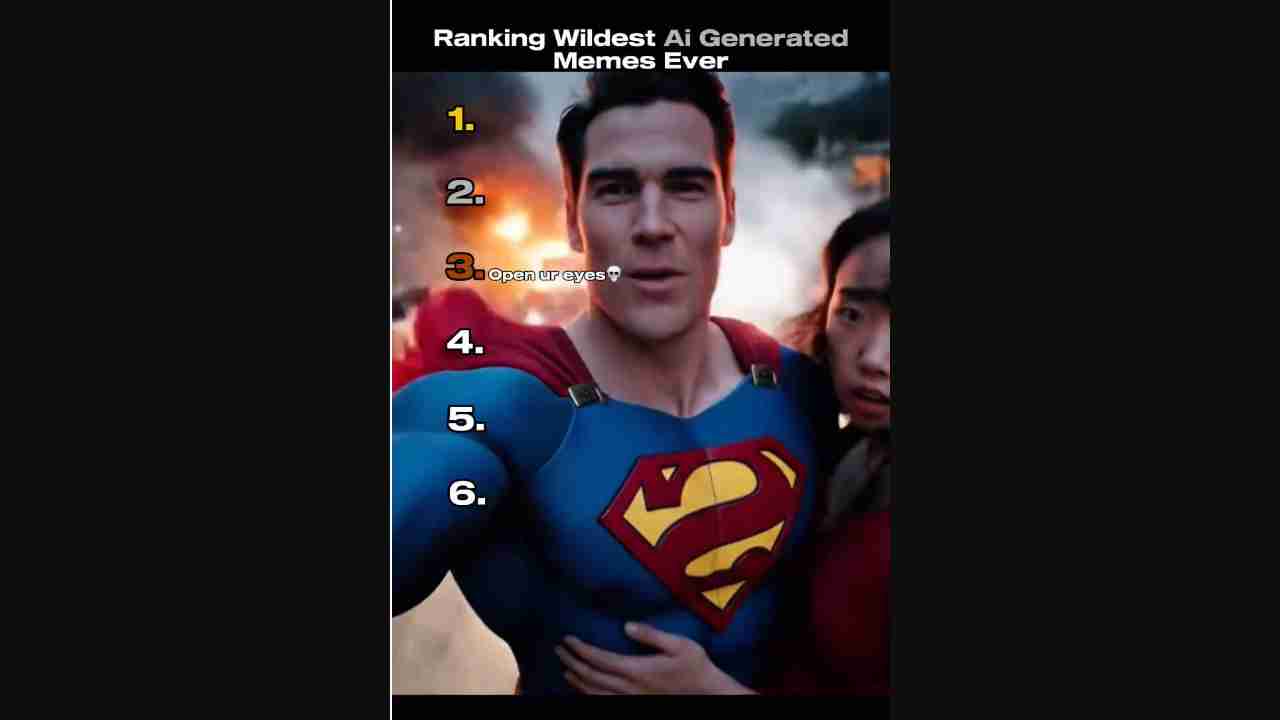 Ranking Wildest Ai Generated
Memes Ever
1.
2.
3. Open ur eyes💀
4.
5.
6.